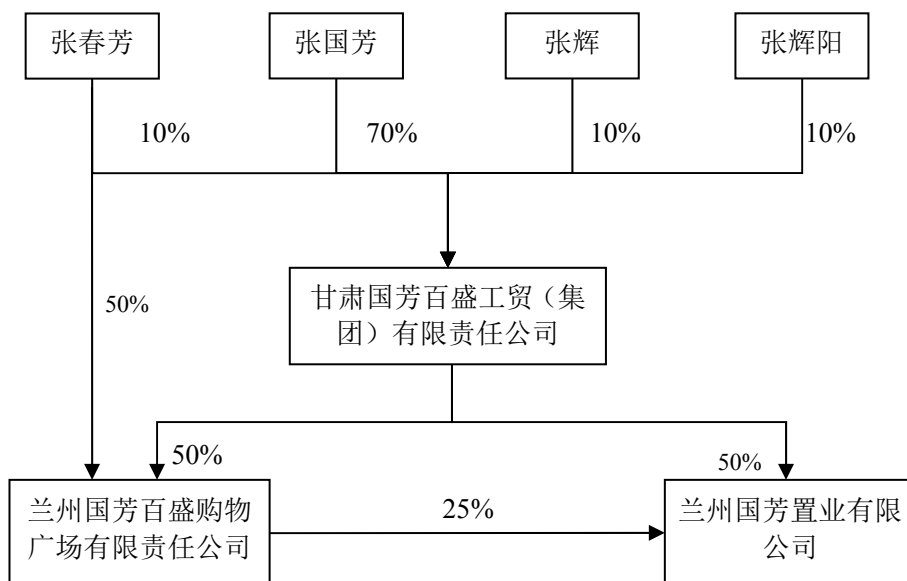 张春芳
张国芳
张辉
张辉阳
10%
70%
10%
10%
50%
甘肃国芳百盛工贸（集
团）有限责任公司
50%
50%
兰州国芳百盛购物
广场有限责任公司
25%
兰州国芳置业有限
公司